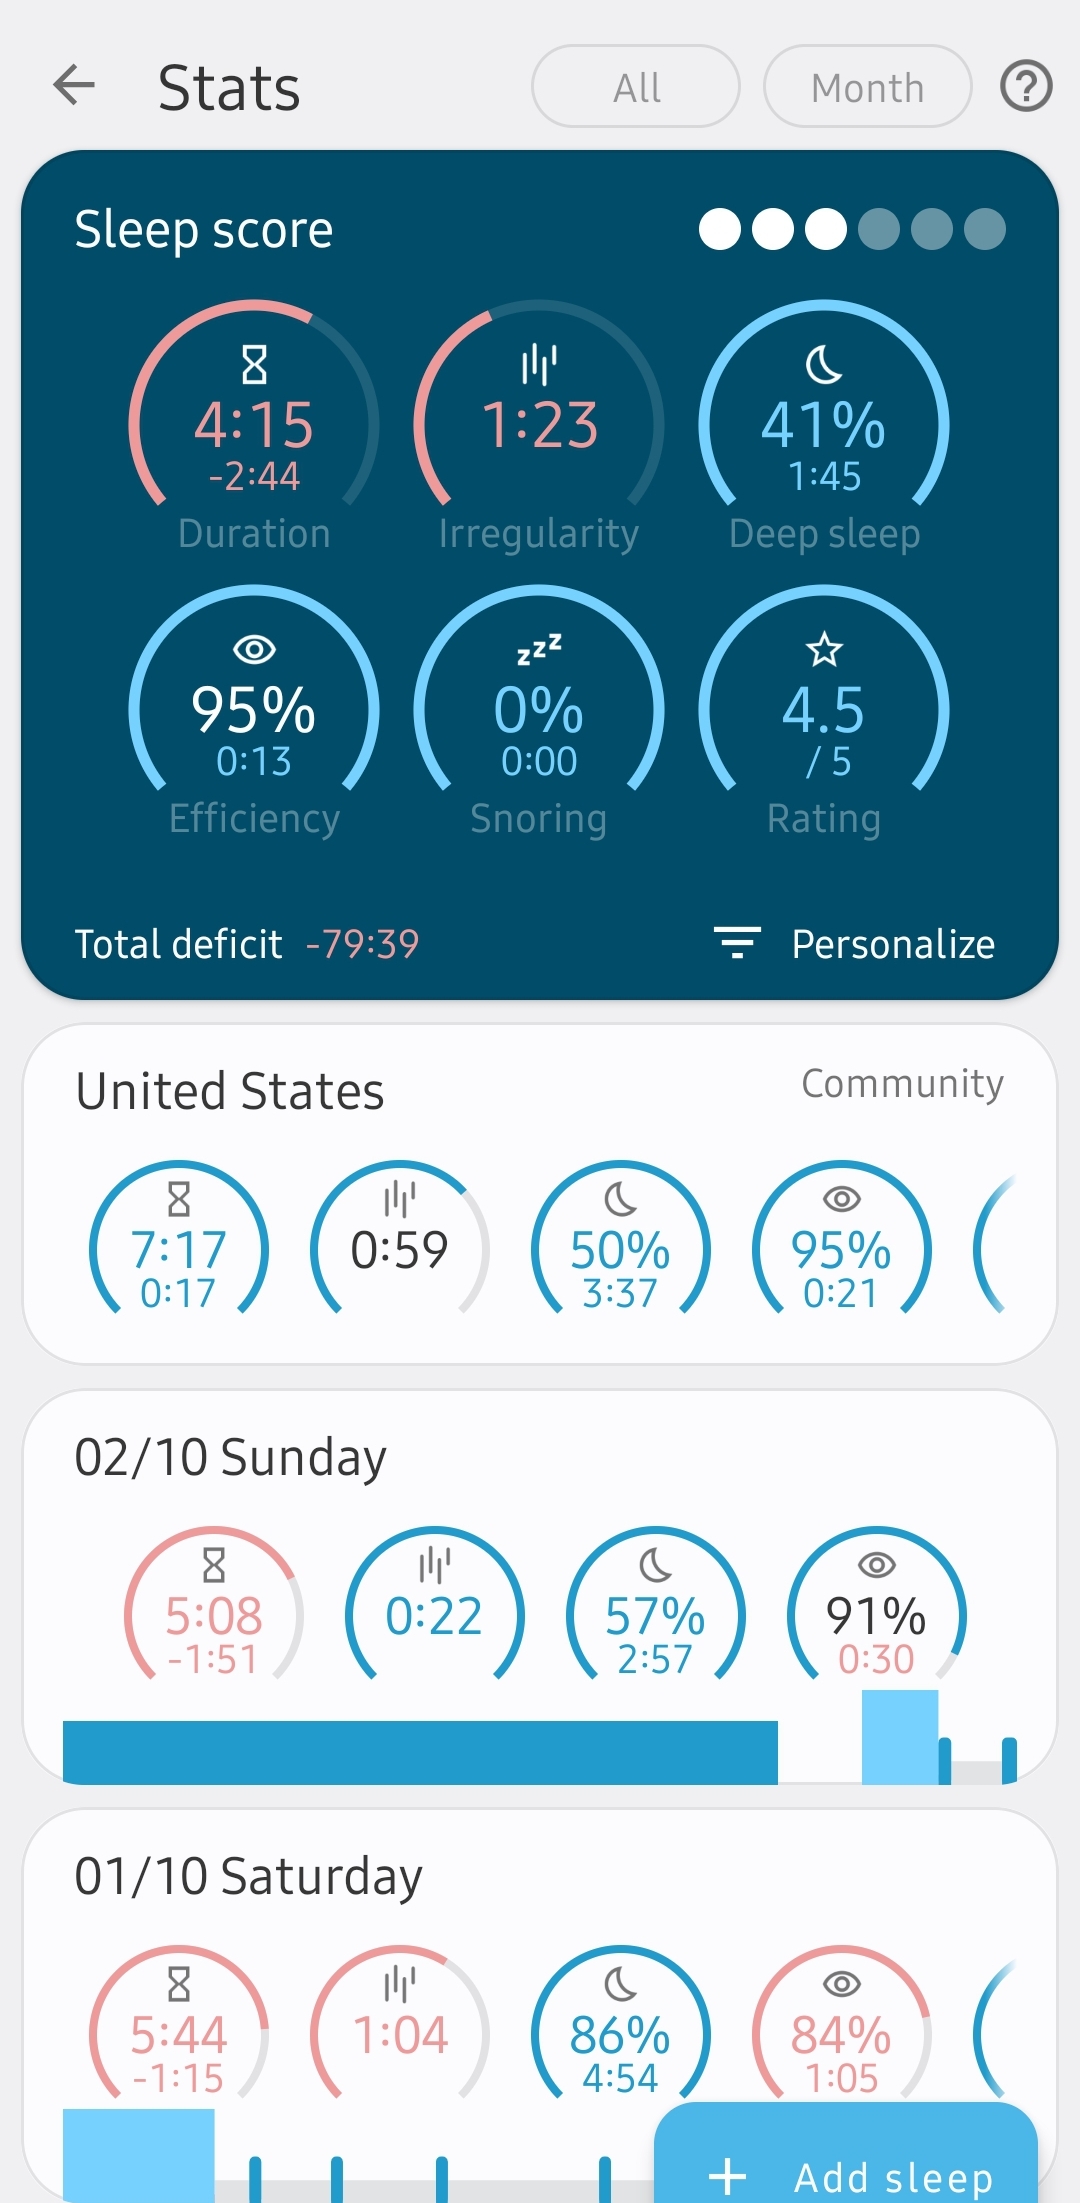 Stats
All
Month
Sleep score
4:15
-2:44
Duration
1:23
Irregularity
41%
1:45
Deep sleep
95%
0:13
Efficiency
zzz
0%
0:00
Snoring
4.5
/ 5
Rating
Total deficit -79:39
Personalize
United States
Community
7:17
0:17
0:59
50%
3:37
95%
0:21
02/10 Sunday
5:08
-1:51
0:22
57%
2:57
91%
0:30
01/10 Saturday
5:44
-1:15
1:04
86%
4:54
84%
1:05
+ Add sleep